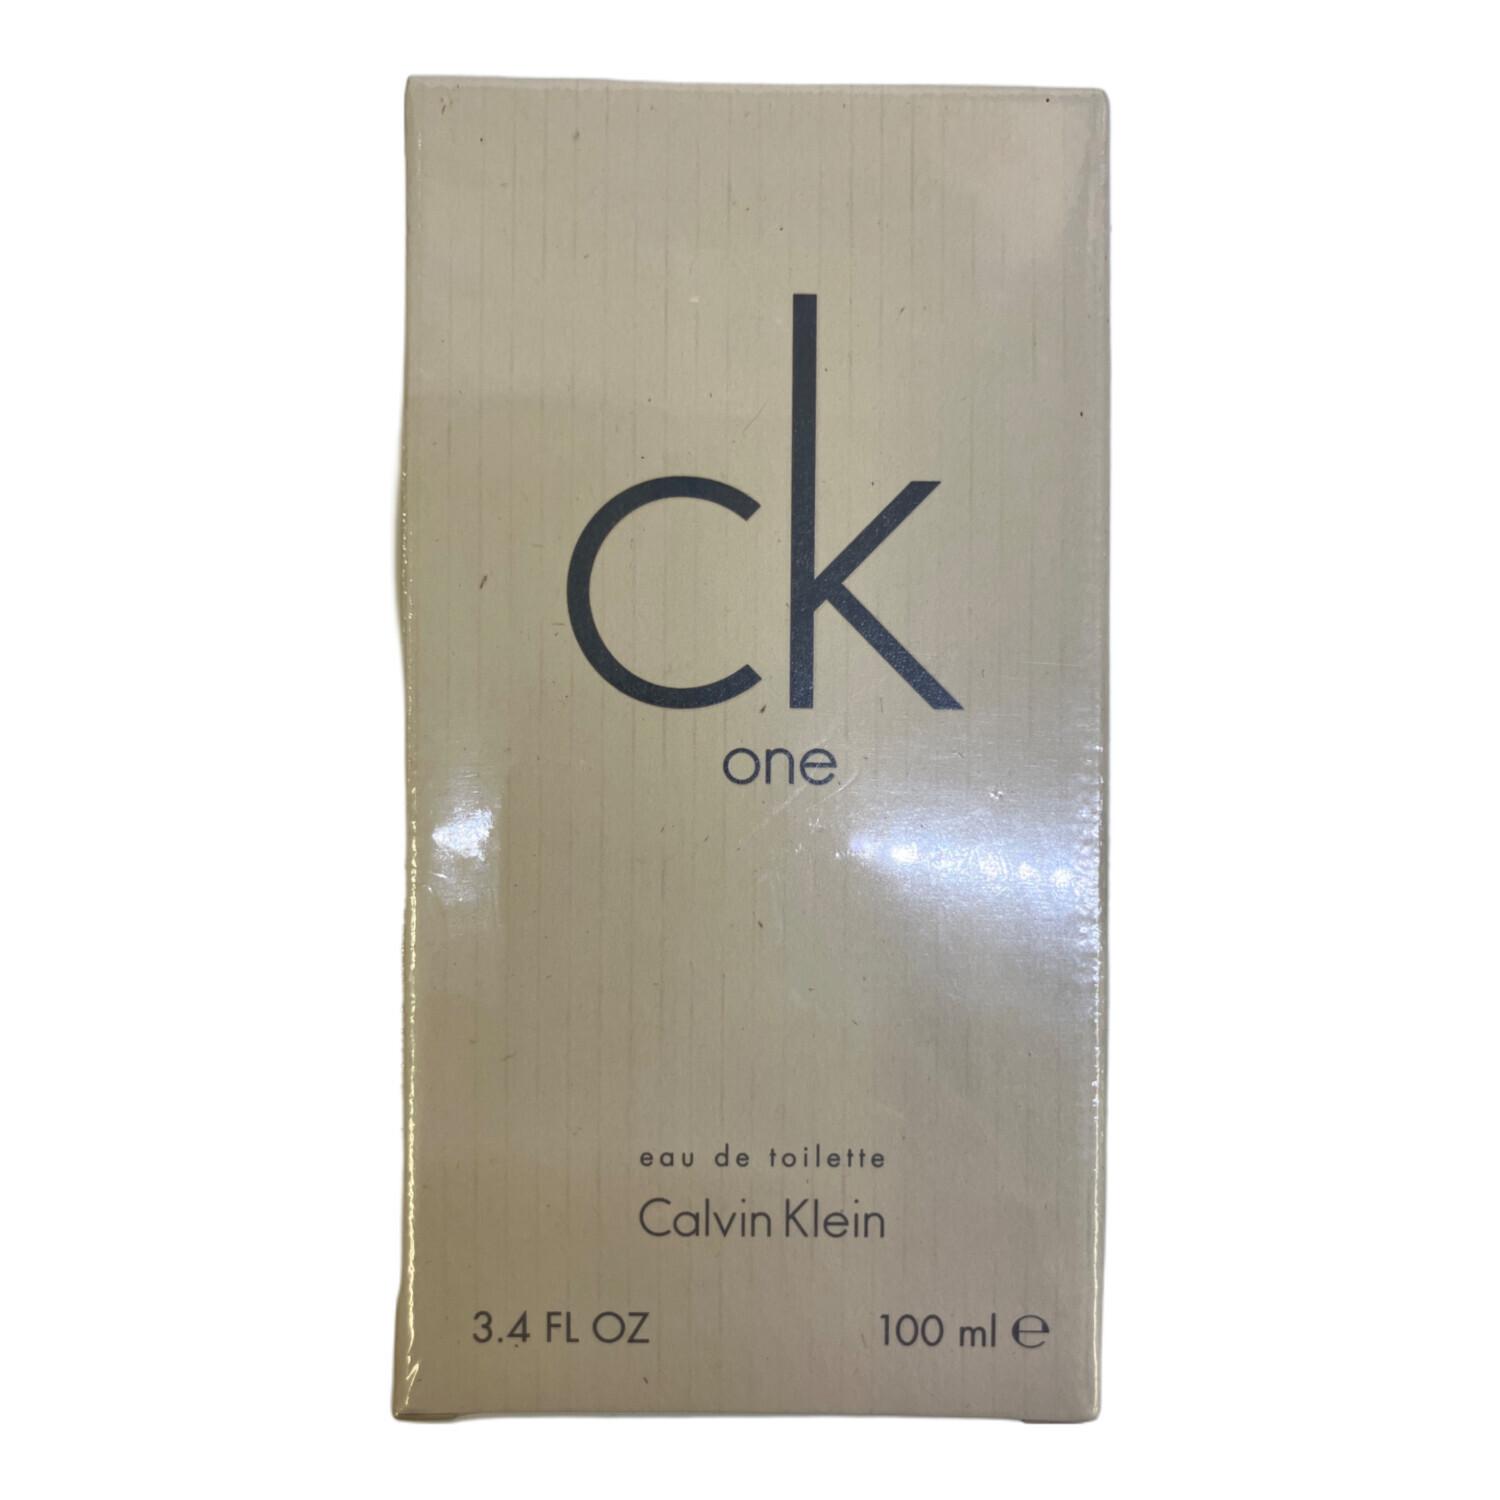 ck
one
eau de toilette
Calvin Klein
3.4 FL OZ 100 ml ℮